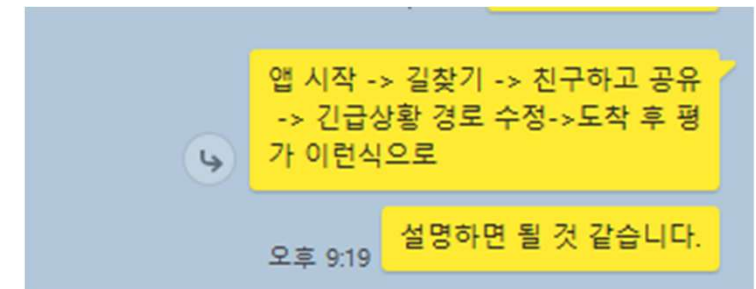 앱 시작 -> 길찾기 -> 친구하고 공유
-> 긴급상황 경로 수정->도착 후 평
가 이런식으로
설명하면 될 것 같습니다.
오후 9:19